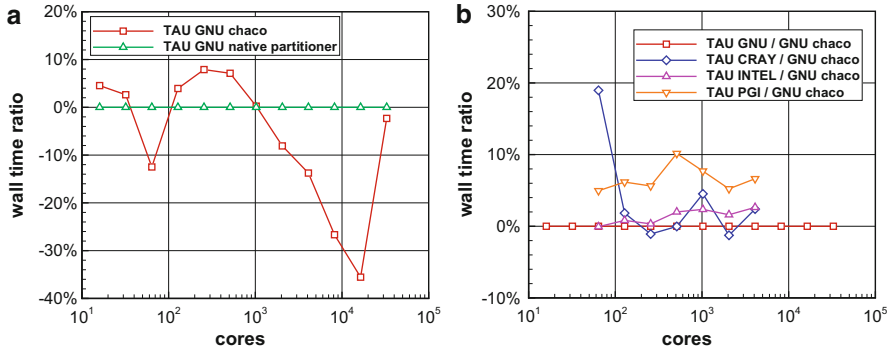 a
20%
10%
0%
-10%
-20%
-30%
-40%
wall time ratio
TAU GNU chaco
TAU GNU native partitioner
10^1
10^2
10^3
10^4
10^5
cores
b
30%
20%
10%
0%
-10%
wall time ratio
TAU GNU / GNU chaco
TAU CRAY / GNU chaco
TAU INTEL / GNU chaco
TAU PGI / GNU chaco
10^1
10^2
10^3
10^4
10^5
cores